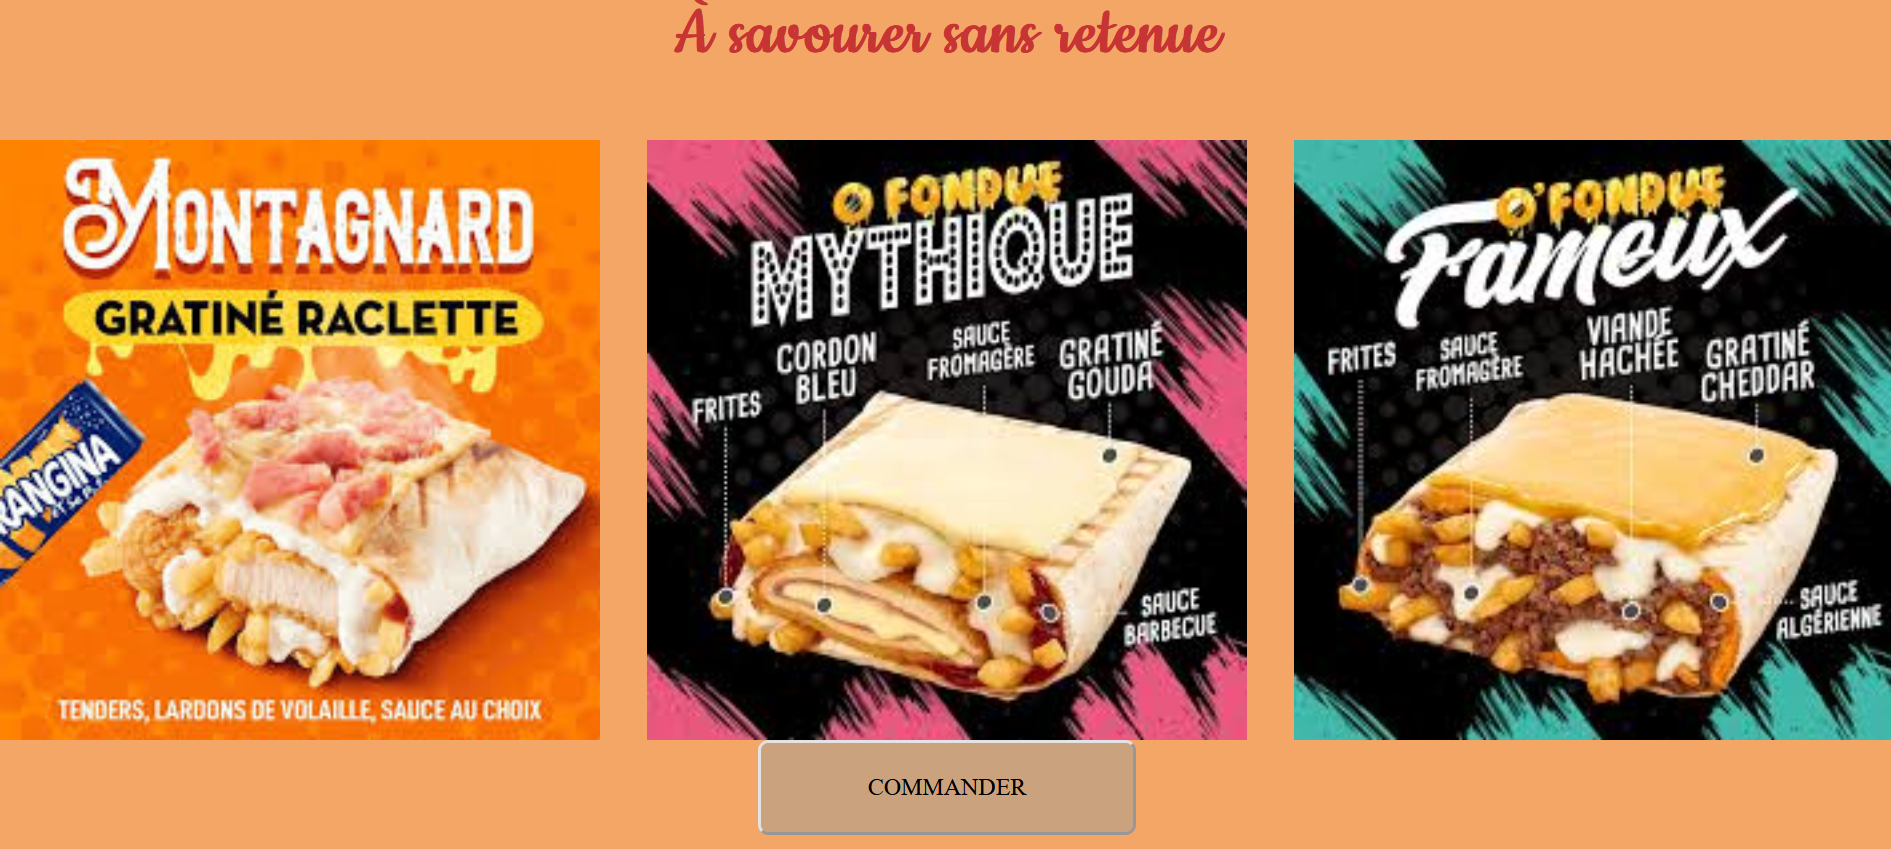 À savourer sans retenue
MONTAGNARD
GRATINÉ RACLETTE
RANGINA
TENDERS, LARDONS DE VOLAILLE, SAUCE AU CHOIX
O FONDUE
MYTHIQUE
FRITES
CORDON
BLEU
SAUCE
FROMAGÈRE
GRATINÉ
GOUDA
SAUCE
BARBECUE
O'FONDUE
Fameux
FRITES
SAUCE
FROMAGÈRE
VIANDE
HACHÉE
GRATINÉ
CHEDDAR
SAUCE
ALGÉRIENNE
COMMANDER